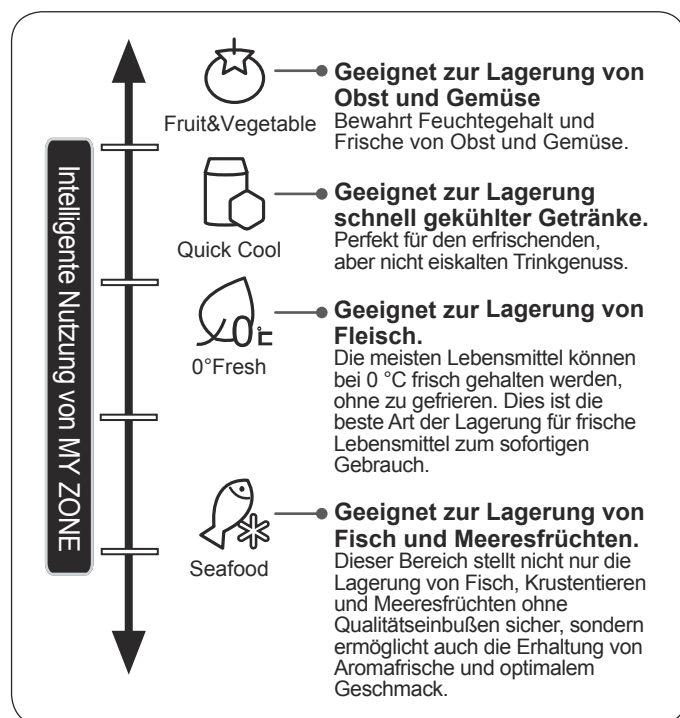 Intelligente Nutzung von MY ZONE
Fruit&Vegetable
Geeignet zur Lagerung von
Obst und Gemüse
Bewahrt Feuchtegehalt und
Frische von Obst und Gemüse.
Quick Cool
Geeignet zur Lagerung
schnell gekühlter Getränke.
Perfekt für den erfrischenden,
aber nicht eiskalten Trinkgenuss.
0°C
0°Fresh
Geeignet zur Lagerung von
Fleisch.
Die meisten Lebensmittel können
bei 0 °C frisch gehalten werden,
ohne zu gefrieren. Dies ist die
beste Art der Lagerung für frische
Lebensmittel zum sofortigen
Gebrauch.
Seafood
Geeignet zur Lagerung von
Fisch und Meeresfrüchten.
Dieser Bereich stellt nicht nur die
Lagerung von Fisch, Krustentieren
und Meeresfrüchten ohne
Qualitätseinbußen sicher, sondern
ermöglicht auch die Erhaltung von
Aromafrische und optimalem
Geschmack.